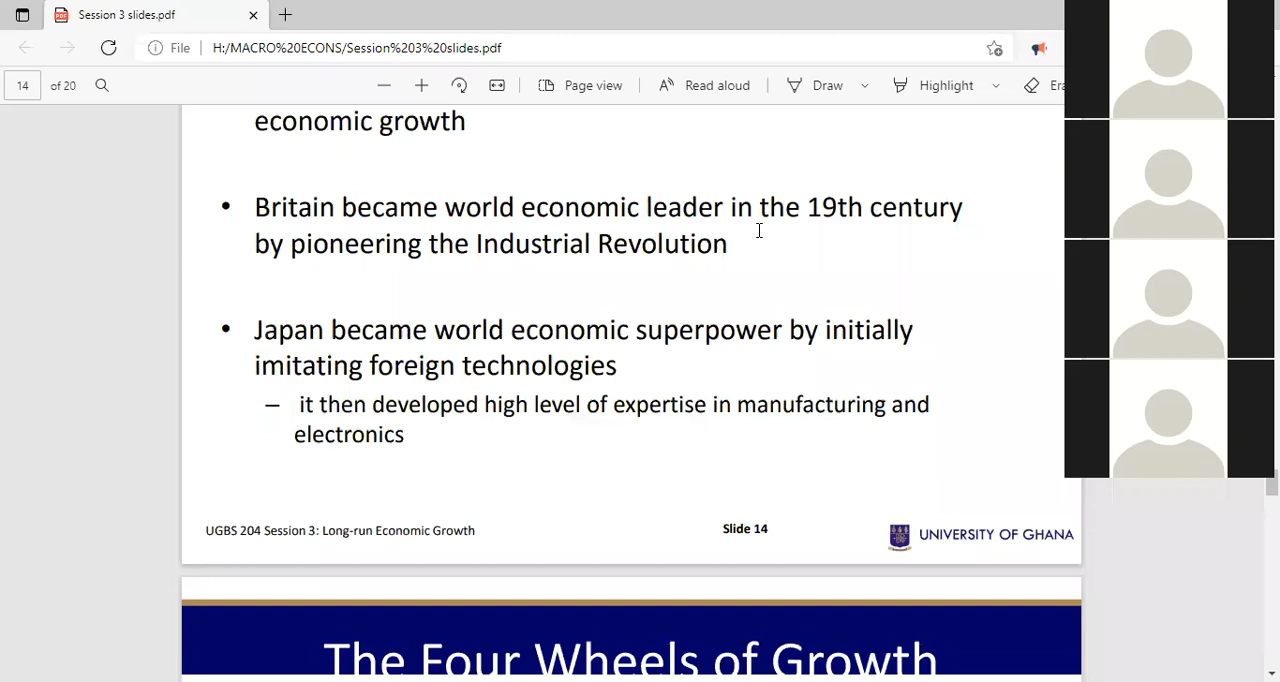 Session 3 slides.pdf
File H:/MACRO%20ECONS/Session%203%20slides.pdf
14 of 20 Page view Read aloud Draw Highlight Era
economic growth
• Britain became world economic leader in the 19th century
by pioneering the Industrial Revolution
• Japan became world economic superpower by initially
imitating foreign technologies
– it then developed high level of expertise in manufacturing and
electronics
UGBS 204 Session 3: Long-run Economic Growth Slide 14 UNIVERSITY OF GHANA
The Four Wheels of Growth